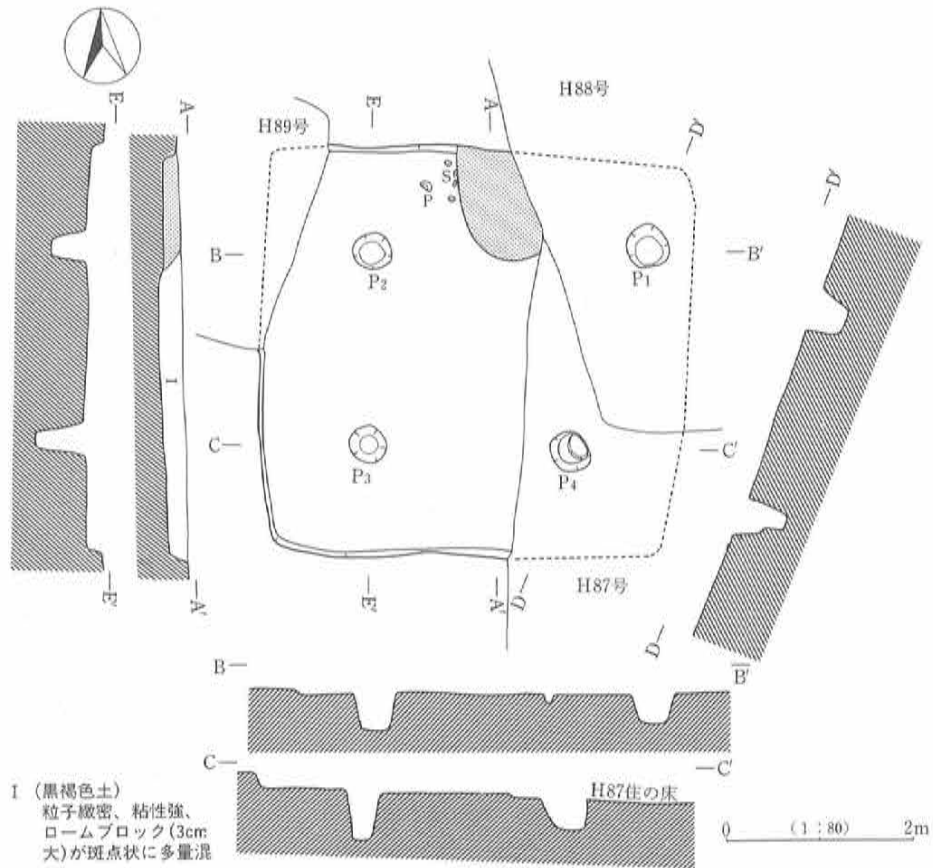 E
A
E
A
H88号
H89号
D′
D′
S
P
B
B′
P2
P1
I
C
C′
P3
P4
E′
A′
E′
A′
D
H87号
D
B
B′
C
C′
H87住の床
I (黒褐色土)
粒子緻密、粘性強、
ロームブロック(3cm
大)が斑点状に多量混
0 (1:80) 2m